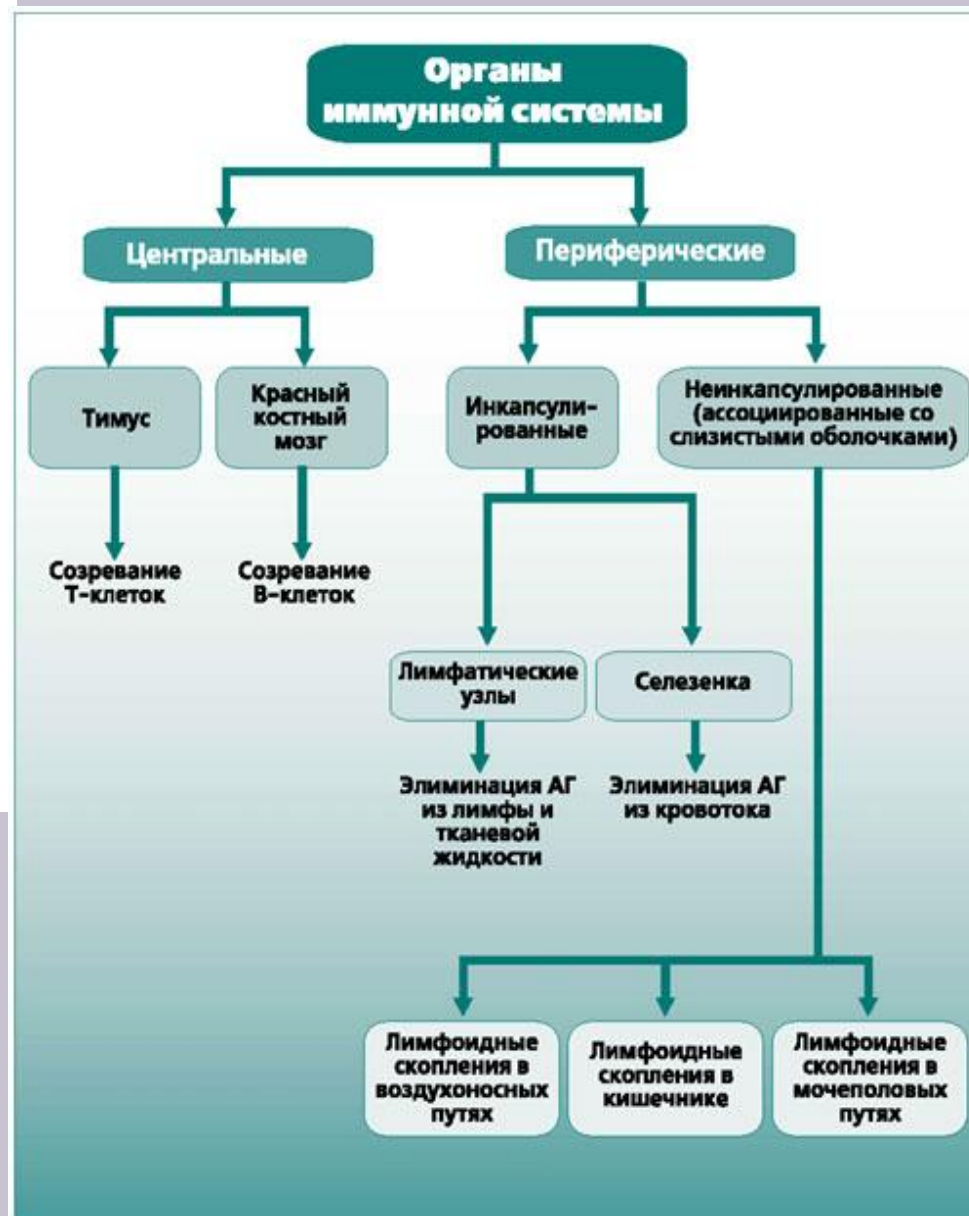 Органы
иммунной системы
Центральные
Периферические
Тимус
Красный
костный
мозг
Инкапсули-
рованные
Неинкапсулированные
(ассоциированные со
слизистыми оболочками)
Созревание
Т-клеток
Созревание
В-клеток
Лимфатические
узлы
Селезенка
Элиминация АГ
из лимфы и
тканевой
жидкости
Элиминация АГ
из кровотока
Лимфоидные
скопления в
воздухоносных
путях
Лимфоидные
скопления в
кишечнике
Лимфоидные
скопления в
мочеполовых
путях